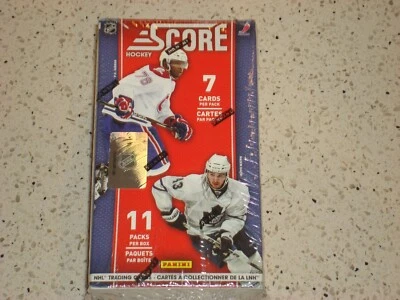 SCORE
HOCKEY
76
7
CARDS
PER PACK
CARTES
PAR
11
PACKS
PER BOX
PAQUETS
PAR BOÎTE
PANINI
NHL TRADING CARDS - CARTES À COLLECTIONNER DE LA LNH